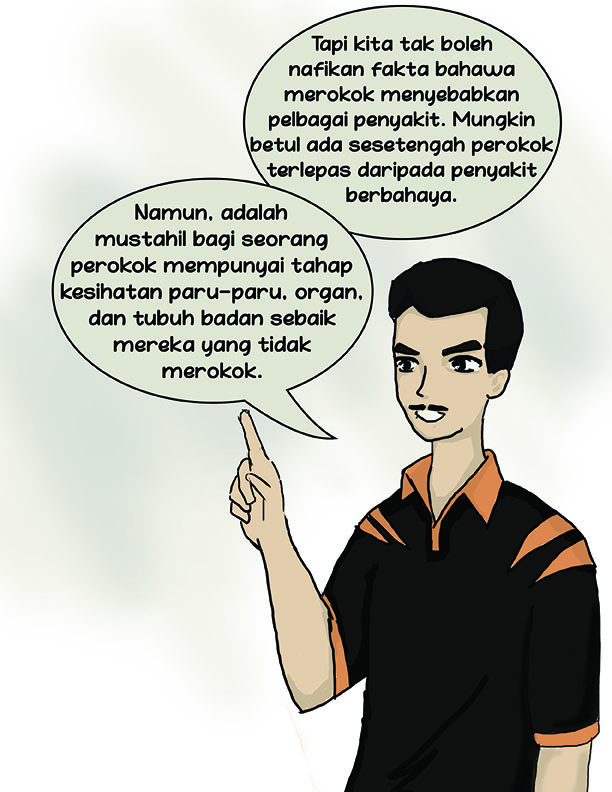 Tapi kita tak boleh
nafikan fakta bahawa
merokok menyebabkan
pelbagai penyakit. Mungkin
betul ada sesetengah perokok
terlepas daripada penyakit
berbahaya.
Namun, adalah
mustahil bagi seorang
perokok mempunyai tahap
kesihatan paru-paru, organ,
dan tubuh badan sebaik
mereka yang tidak
merokok.